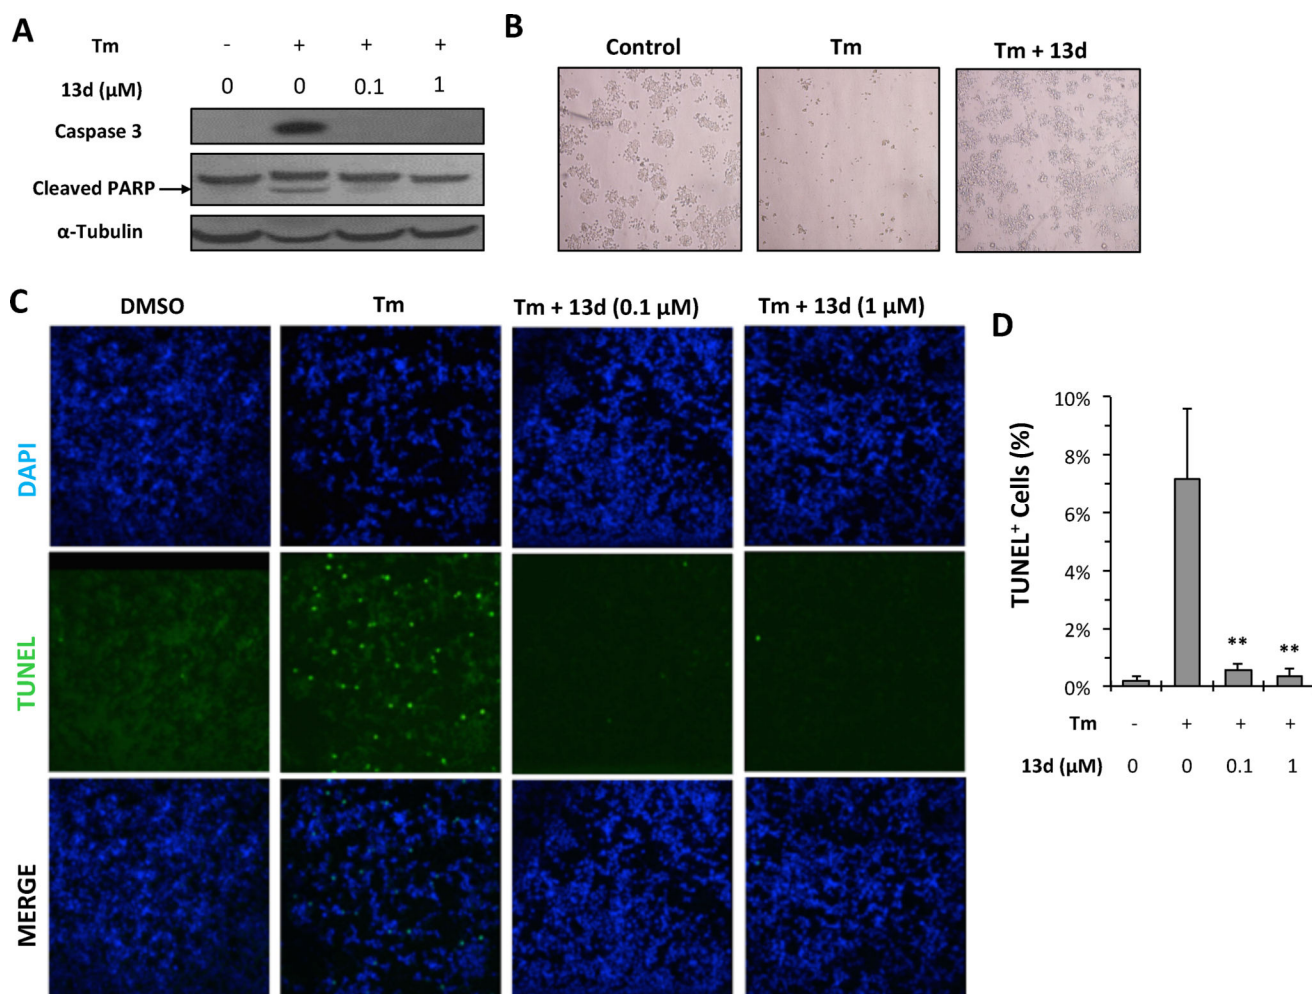 A
Tm - + + +
13d (μM) 0 0 0.1 1
Caspase 3
Cleaved PARP
α-Tubulin
B
Control Tm Tm + 13d
C
DMSO Tm Tm + 13d (0.1 μM) Tm + 13d (1 μM)
DAPI
TUNEL
MERGE
D
TUNEL+ Cells (%)
10%
8%
6%
4%
2%
0%
** **
Tm - + + +
13d (μM) 0 0 0.1 1